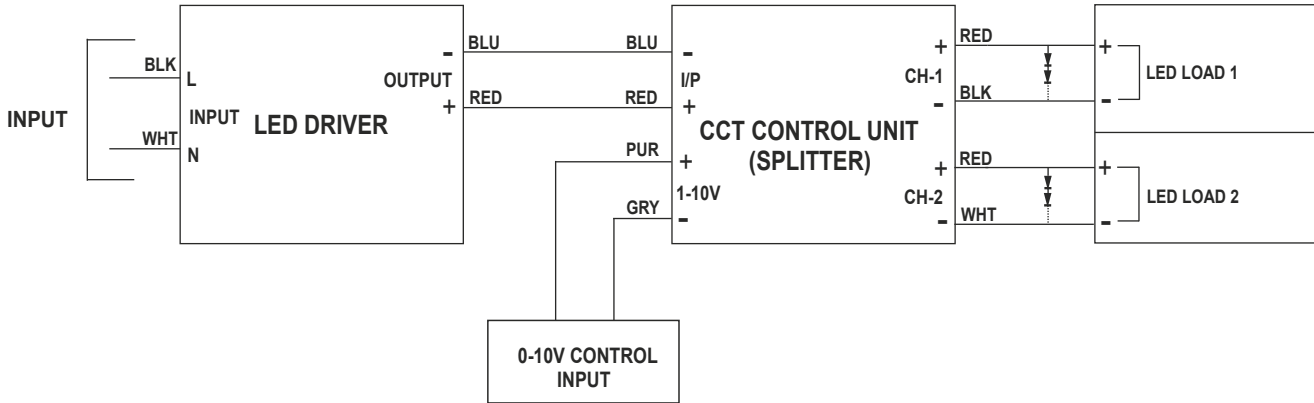 INPUT
BLK
WHT
L
INPUT
N
LED DRIVER
-
OUTPUT
+
BLU
RED
BLU
RED
PUR
GRY
-
I/P
+
+
1-10V
-
CCT CONTROL UNIT
(SPLITTER)
+
CH-1
-
+
CH-2
-
RED
BLK
RED
WHT
+
-
LED LOAD 1
+
-
LED LOAD 2
0-10V CONTROL
INPUT